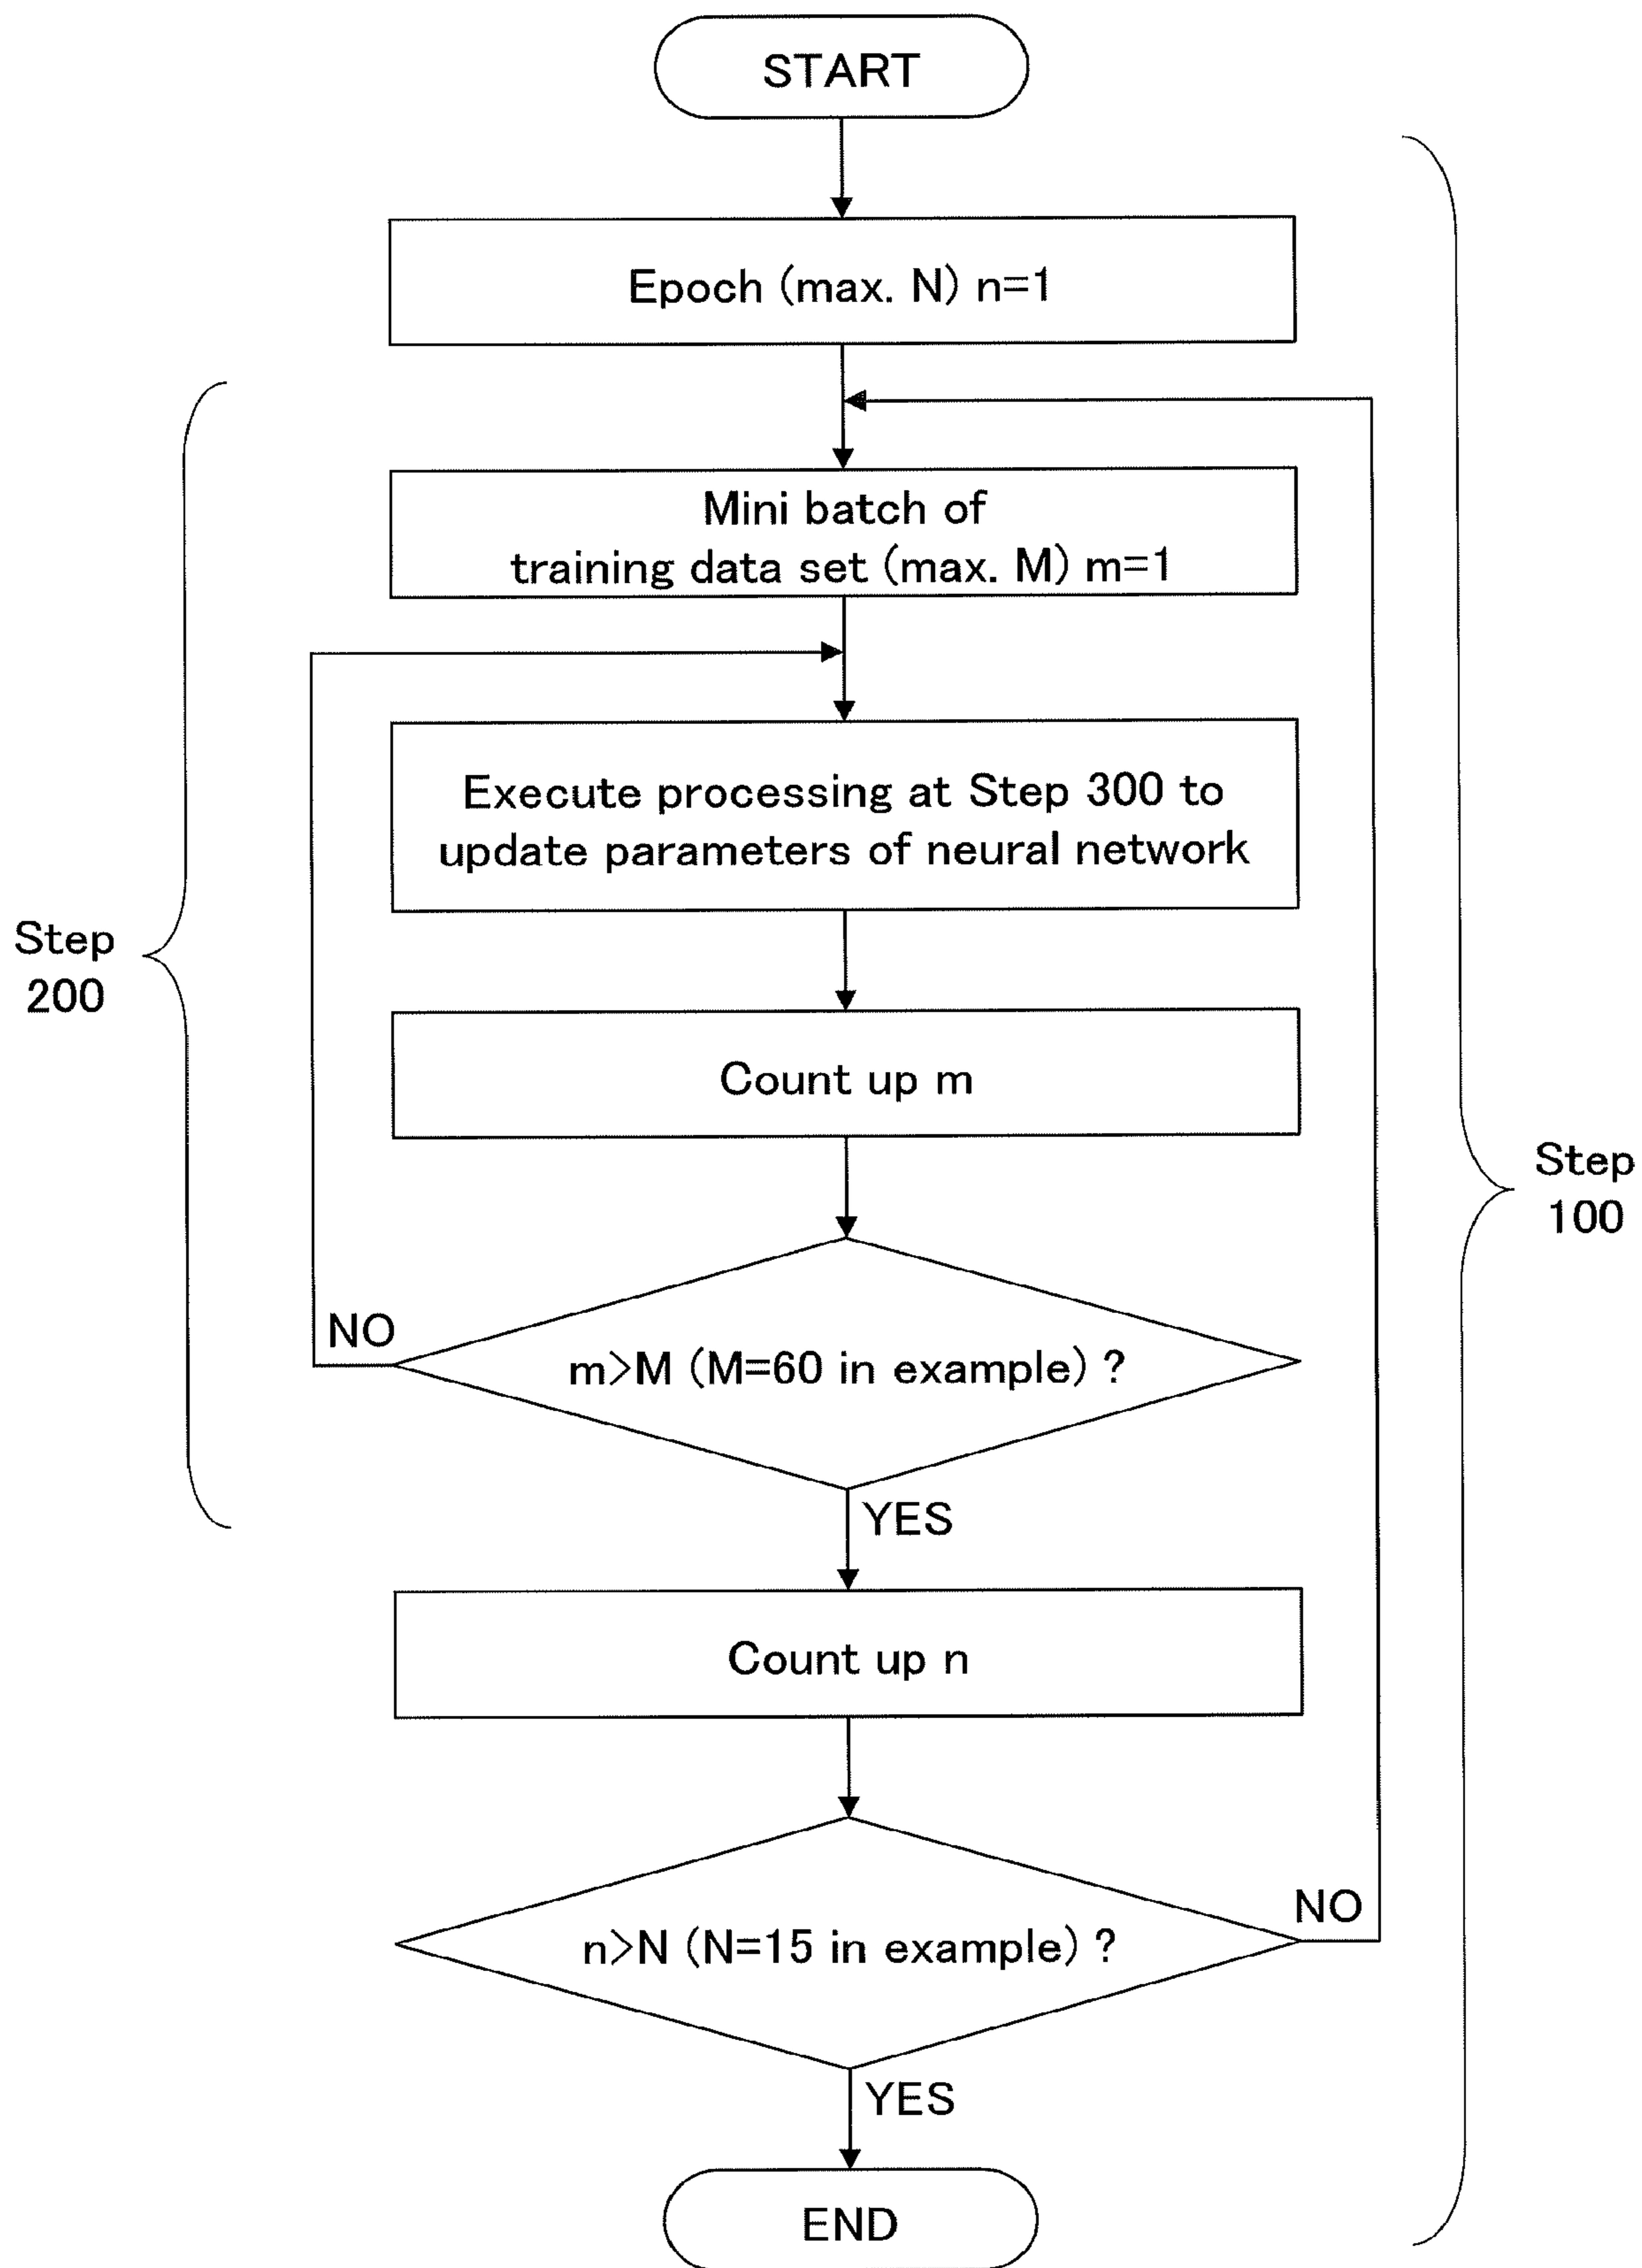 START
Epoch (max. N) n=1
Mini batch of
training data set (max. M) m=1
Execute processing at Step 300 to
update parameters of neural network
Step
200
Count up m
Step
100
NO
m>M (M=60 in example) ?
YES
Count up n
NO
n>N (N=15 in example) ?
YES
END